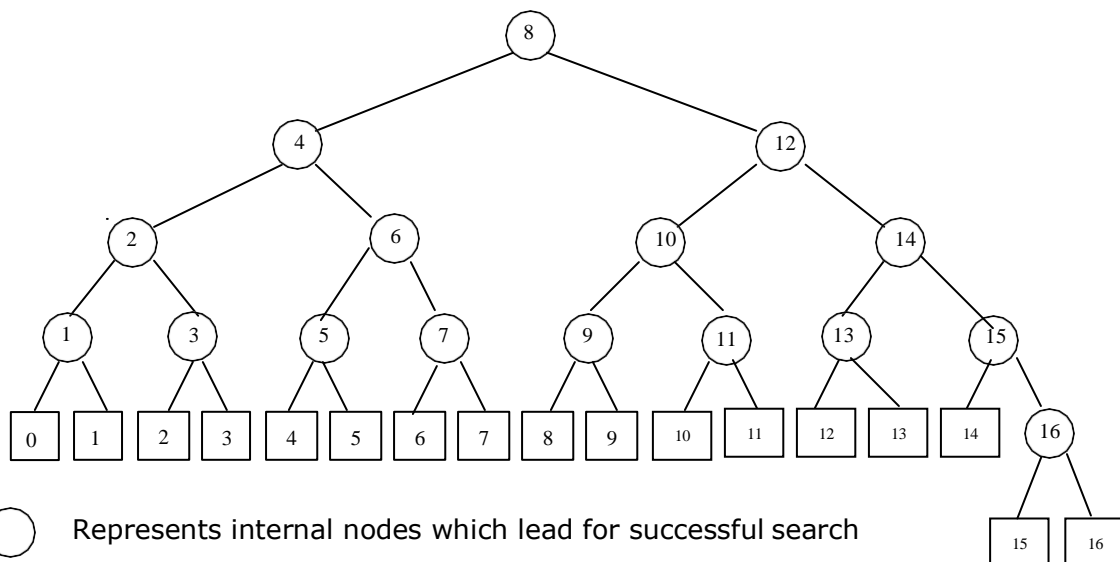 8
4 12
2 6 10 14
1 3 5 7 9 11 13 15
0 1 2 3 4 5 6 7 8 9 10 11 12 13 14 16
Represents internal nodes which lead for successful search
15 16